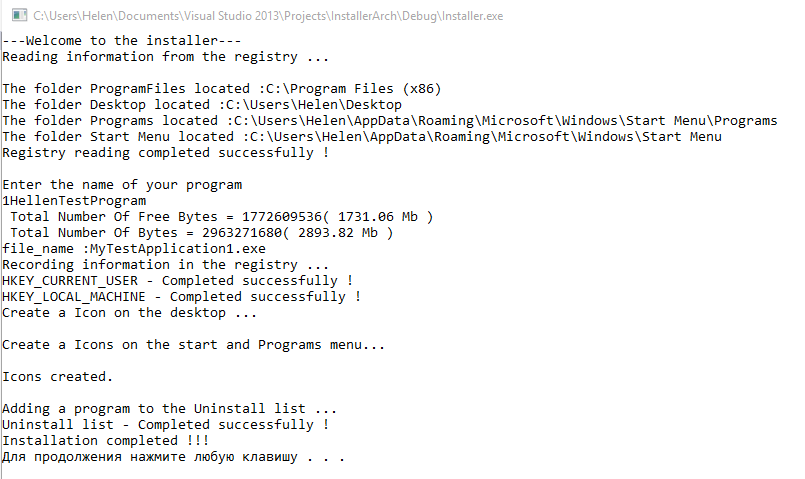 C:\Users\Helen\Documents\Visual Studio 2013\Projects\InstallerArch\Debug\Installer.exe
---Welcome to the installer---
Reading information from the registry ...
The folder ProgramFiles located :C:\Program Files (x86)
The folder Desktop located :C:\Users\Helen\Desktop
The folder Programs located :C:\Users\Helen\AppData\Roaming\Microsoft\Windows\Start Menu\Programs
The folder Start Menu located :C:\Users\Helen\AppData\Roaming\Microsoft\Windows\Start Menu
Registry reading completed successfully !
Enter the name of your program
1HellenTestProgram
Total Number Of Free Bytes = 1772609536( 1731.06 Mb )
Total Number Of Bytes = 2963271680( 2893.82 Mb )
file_name :MyTestApplication1.exe
Recording information in the registry ...
HKEY_CURRENT_USER - Completed successfully !
HKEY_LOCAL_MACHINE - Completed successfully !
Create a Icon on the desktop ...
Create a Icons on the start and Programs menu...
Icons created.
Adding a program to the Uninstall list ...
Uninstall list - Completed successfully !
Installation completed !!!
Для продолжения нажмите любую клавишу . . .